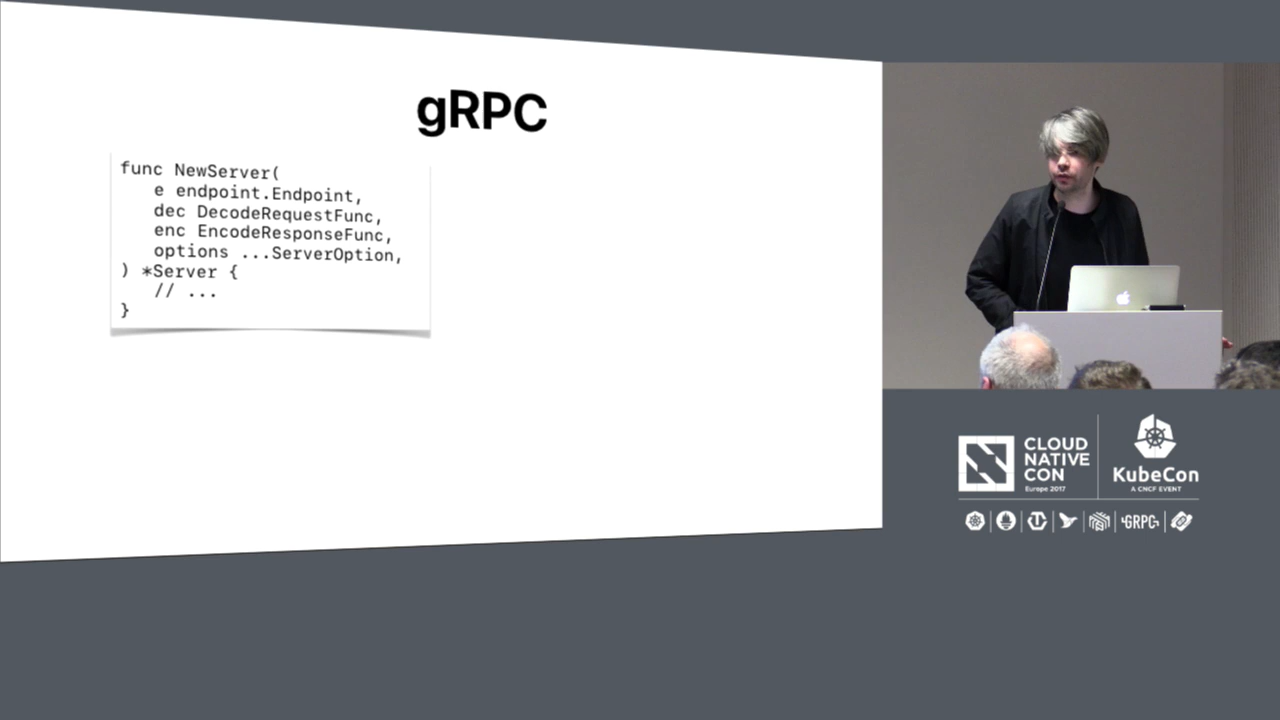 gRPC
func NewServer(
    e endpoint.Endpoint,
    dec DecodeRequestFunc,
    enc EncodeResponseFunc,
    options ...ServerOption,
) *Server {
    // ...
}
CLOUD
NATIVE
CON
Europe 2017
KubeCon
A CNCF EVENT
GRPC